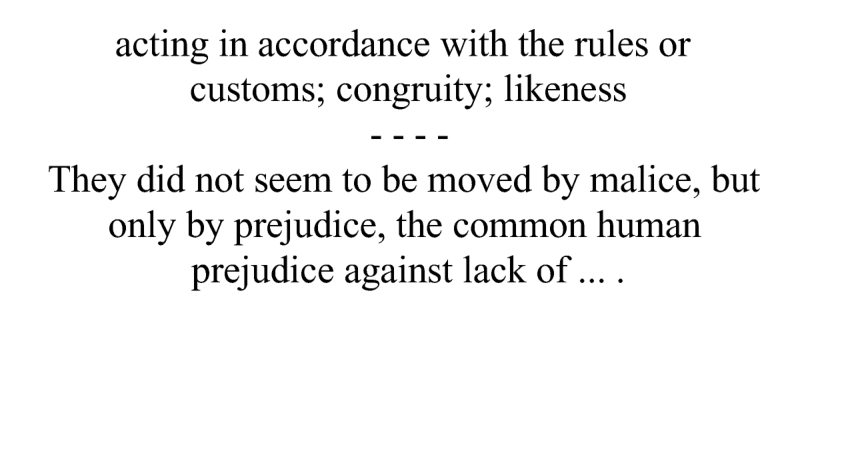 acting in accordance with the rules or
customs; congruity; likeness
- - - -
They did not seem to be moved by malice, but
only by prejudice, the common human
prejudice against lack of ... .